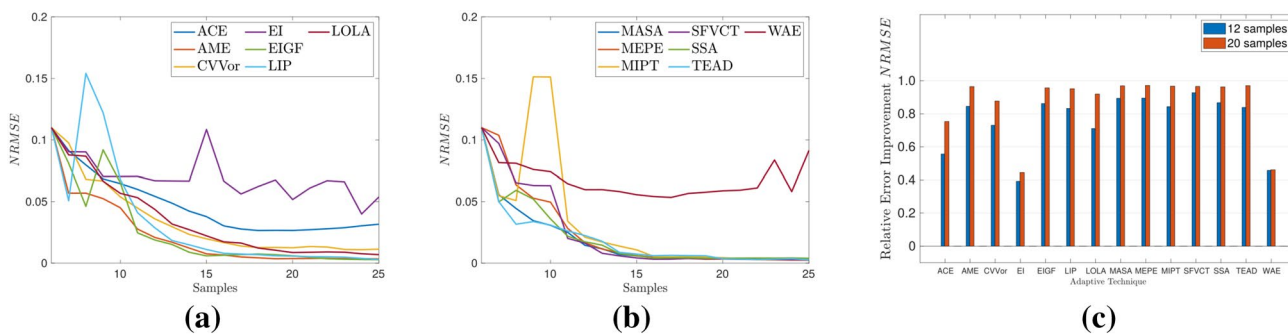 0.2
0.15
0.1
0.05
0
NRMSE
ACE EI LOLA
AME EIGF
CVVor LIP
10 15 20 25
Samples
(a)
0.2
0.15
0.1
0.05
0
NRMSE
MASA SFVCT WAE
MEPE SSA
MIPT TEAD
10 15 20 25
Samples
(b)
Relative Error Improvement NRMSE
12 samples
20 samples
1.0
0.8
0.6
0.4
0.2
0
ACE AME CVVor EI EIGF LIP LOLA MASA MEPE MIPT SFVCT SSA TEAD WAE
Adaptive Technique
(c)